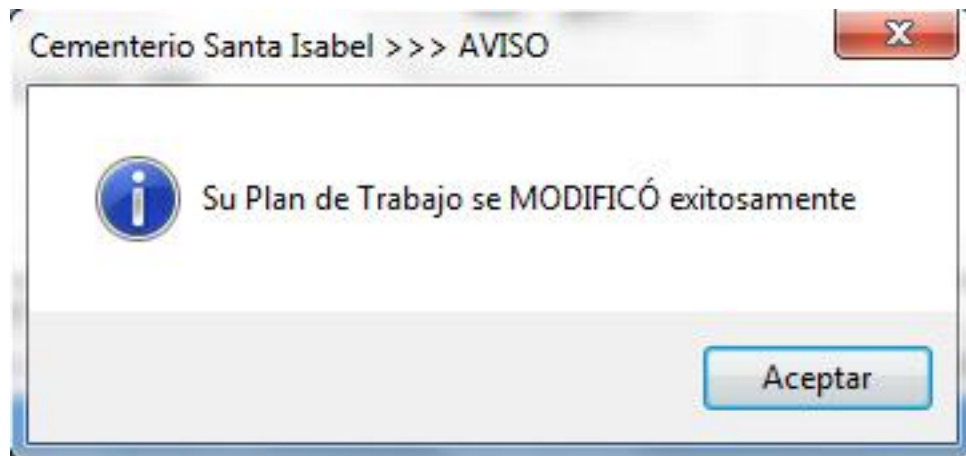 Cementerio Santa Isabel >>> AVISO
Su Plan de Trabajo se MODIFICÓ exitosamente
Aceptar